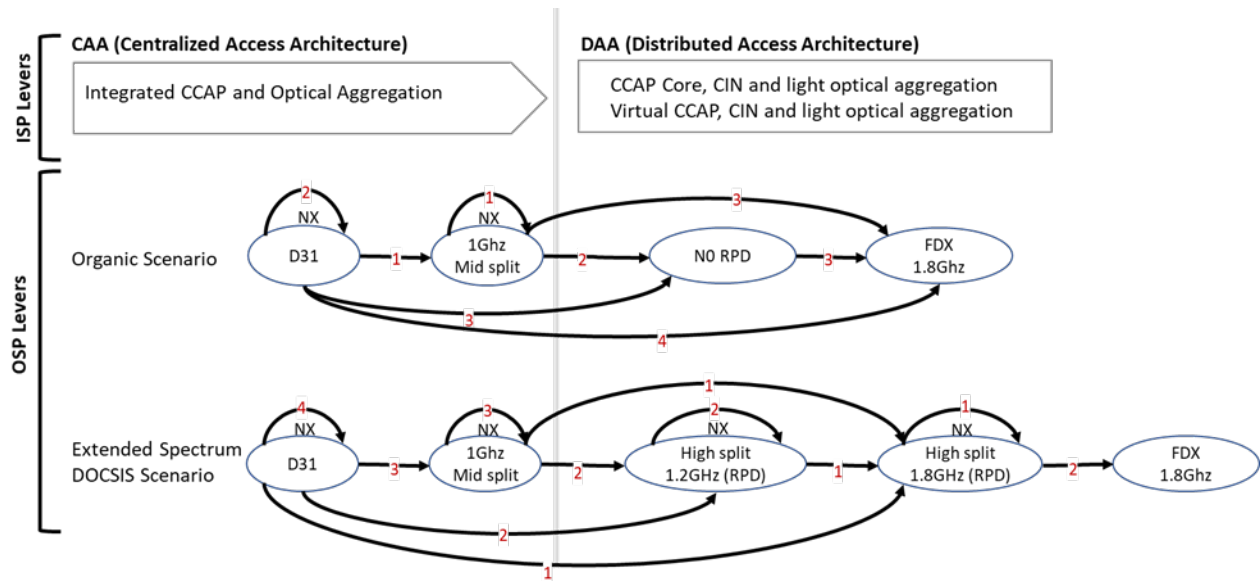 CAA (Centralized Access Architecture)
DAA (Distributed Access Architecture)
ISP Levers
Integrated CCAP and Optical Aggregation
CCAP Core, CIN and light optical aggregation
Virtual CCAP, CIN and light optical aggregation
OSP Levers
Organic Scenario
2
NX
D31
1
1
NX
1Ghz
Mid split
2
3
N0 RPD
3
FDX
1.8Ghz
3
4
Extended Spectrum
DOCSIS Scenario
4
NX
D31
3
3
NX
1Ghz
Mid split
2
1
2
NX
High split
1.2GHz (RPD)
1
1
NX
High split
1.8GHz (RPD)
2
FDX
1.8Ghz
2
1